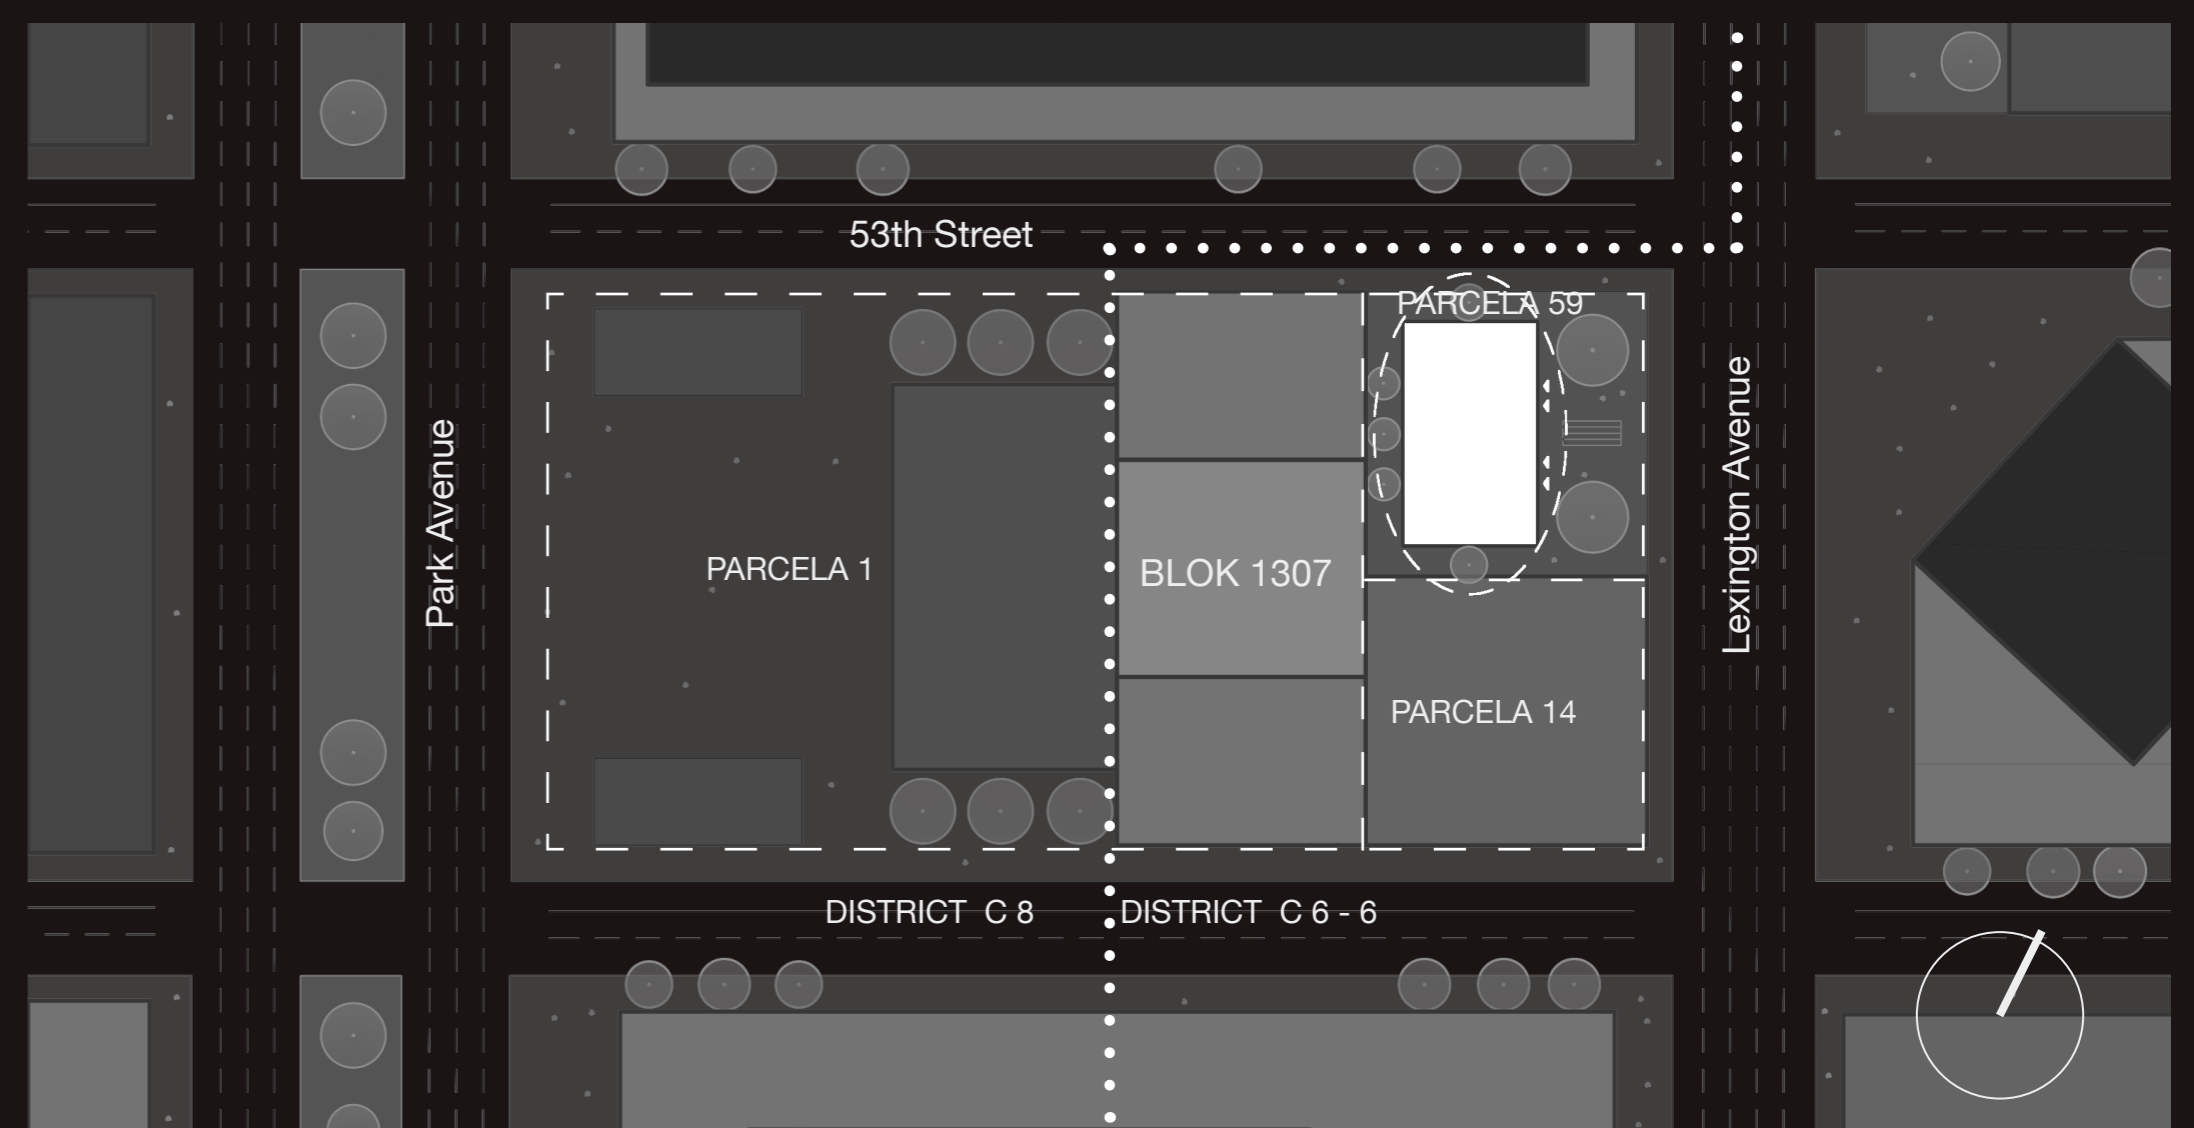 53th Street
PARCELA 59
Park Avenue
Lexington Avenue
PARCELA 1
BLOK 1307
PARCELA 14
DISTRICT C 8
DISTRICT C 6 - 6